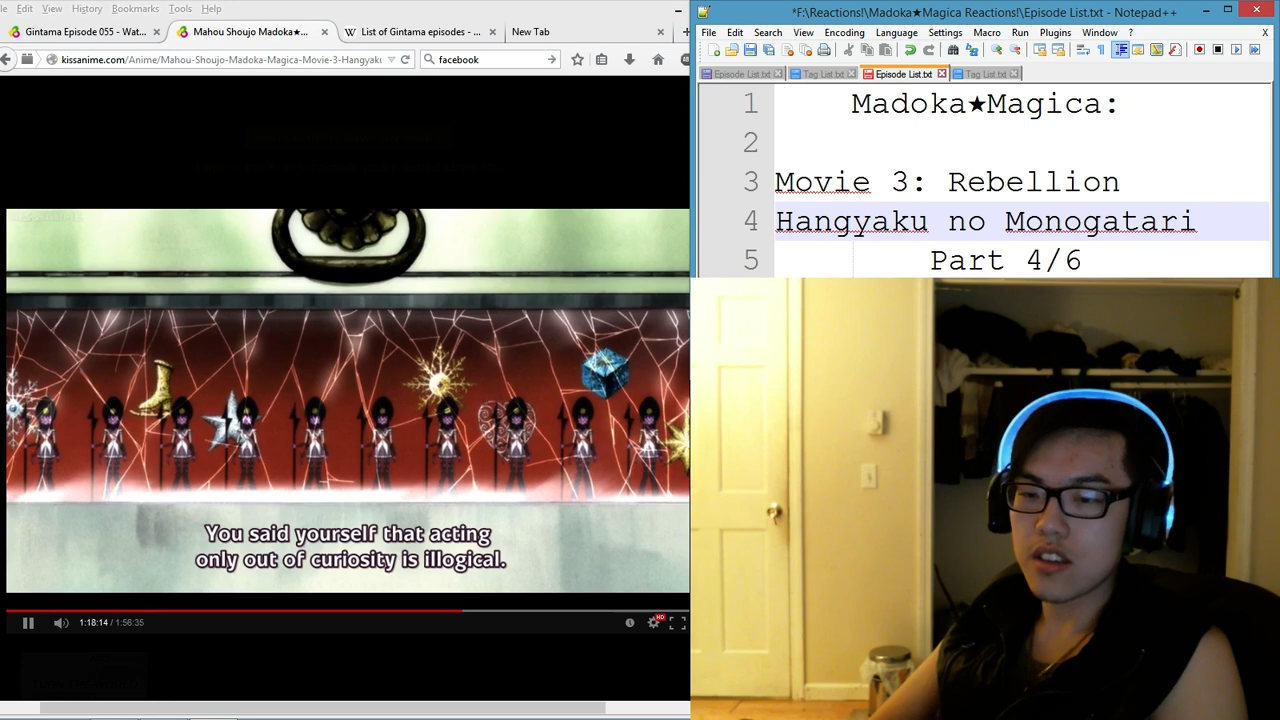 le Edit View History Bookmarks Tools Help
Gintama Episode 055 - Wat...
Mahou Shoujo Madoka★...
List of Gintama episodes - ...
New Tab
kissanime.com/Anime/Mahou-Shoujo-Madoka-Magica-Movie-3-Hangyaku
facebook
You said yourself that acting
only out of curiosity is illogical.
1:18:14 / 1:56:35
HD
*F:\Reactions!\Madoka★Magica Reactions!\Episode List.txt - Notepad++
File Edit Search View Encoding Language Settings Macro Run Plugins Window ? X
Episode List.txt
Tag List.txt
Episode List.txt
Tag List.txt
1 Madoka★Magica:
2
3 Movie 3: Rebellion
4 Hangyaku no Monogatari
5 Part 4/6